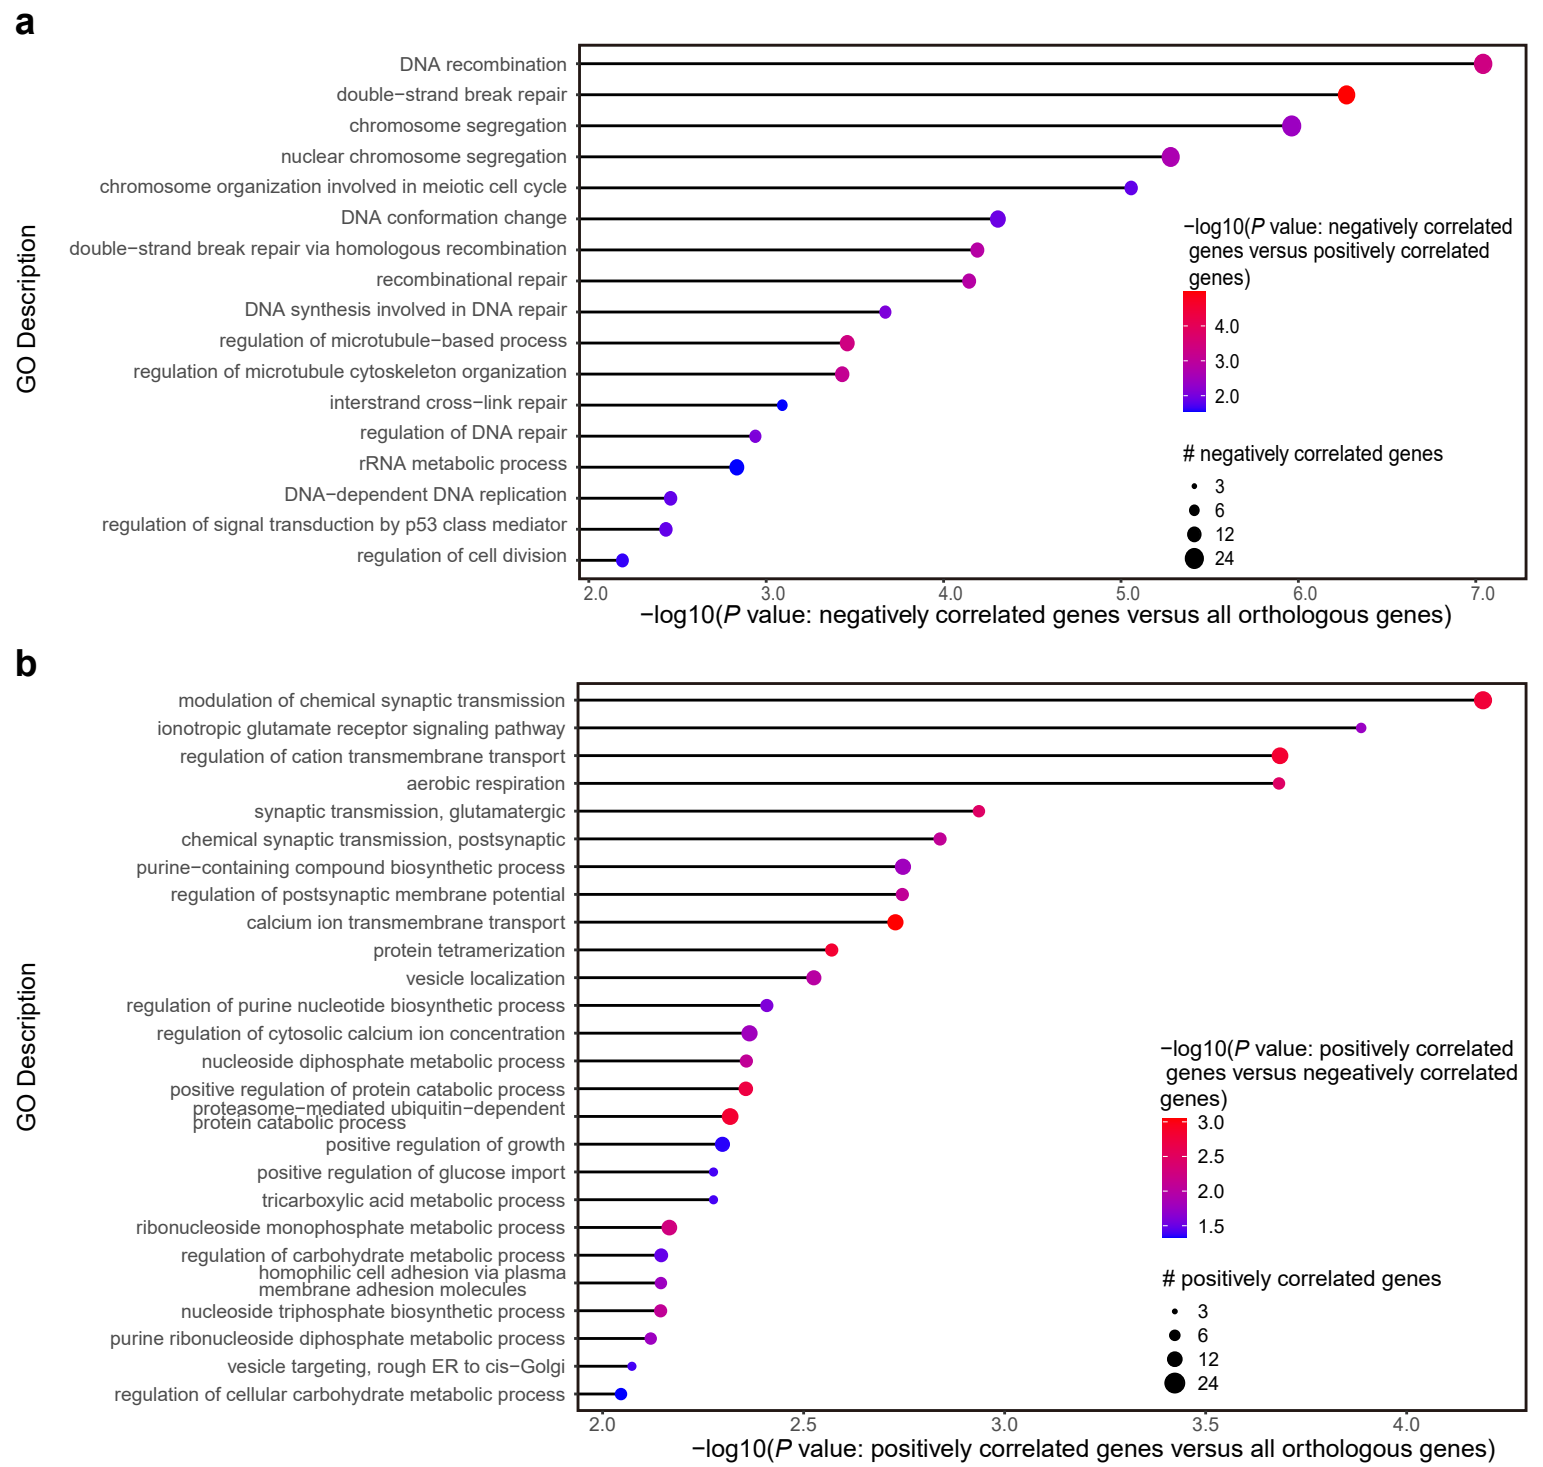 a
GO Description
DNA recombination
double−strand break repair
chromosome segregation
nuclear chromosome segregation
chromosome organization involved in meiotic cell cycle
DNA conformation change
double−strand break repair via homologous recombination
recombinational repair
DNA synthesis involved in DNA repair
regulation of microtubule−based process
regulation of microtubule cytoskeleton organization
interstrand cross−link repair
regulation of DNA repair
rRNA metabolic process
DNA−dependent DNA replication
regulation of signal transduction by p53 class mediator
regulation of cell division
−log10(P value: negatively correlated
genes versus positively correlated
genes)
4.0
3.0
2.0
# negatively correlated genes
3
6
12
24
2.0 3.0 4.0 5.0 6.0 7.0
−log10(P value: negatively correlated genes versus all orthologous genes)
b
GO Description
modulation of chemical synaptic transmission
ionotropic glutamate receptor signaling pathway
regulation of cation transmembrane transport
aerobic respiration
synaptic transmission, glutamatergic
chemical synaptic transmission, postsynaptic
purine−containing compound biosynthetic process
regulation of postsynaptic membrane potential
calcium ion transmembrane transport
protein tetramerization
vesicle localization
regulation of purine nucleotide biosynthetic process
regulation of cytosolic calcium ion concentration
nucleoside diphosphate metabolic process
positive regulation of protein catabolic process
proteasome−mediated ubiquitin−dependent
protein catabolic process
positive regulation of growth
positive regulation of glucose import
tricarboxylic acid metabolic process
ribonucleoside monophosphate metabolic process
regulation of carbohydrate metabolic process
homophilic cell adhesion via plasma
membrane adhesion molecules
nucleoside triphosphate biosynthetic process
purine ribonucleoside diphosphate metabolic process
vesicle targeting, rough ER to cis−Golgi
regulation of cellular carbohydrate metabolic process
−log10(P value: positively correlated
genes versus negeatively correlated
genes)
3.0
2.5
2.0
1.5
# positively correlated genes
3
6
12
24
2.0 2.5 3.0 3.5 4.0
−log10(P value: positively correlated genes versus all orthologous genes)